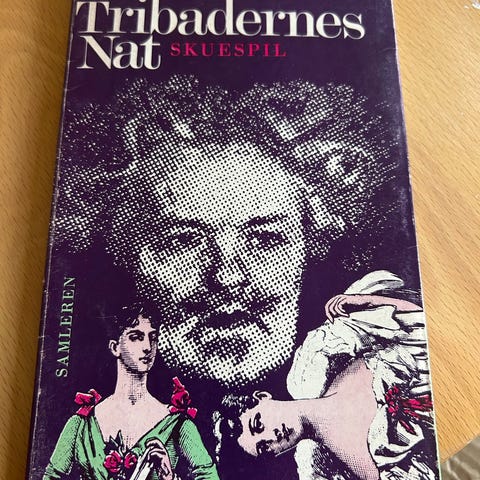 Tribadernes
Nat SKUESPIL
SAMLEREN